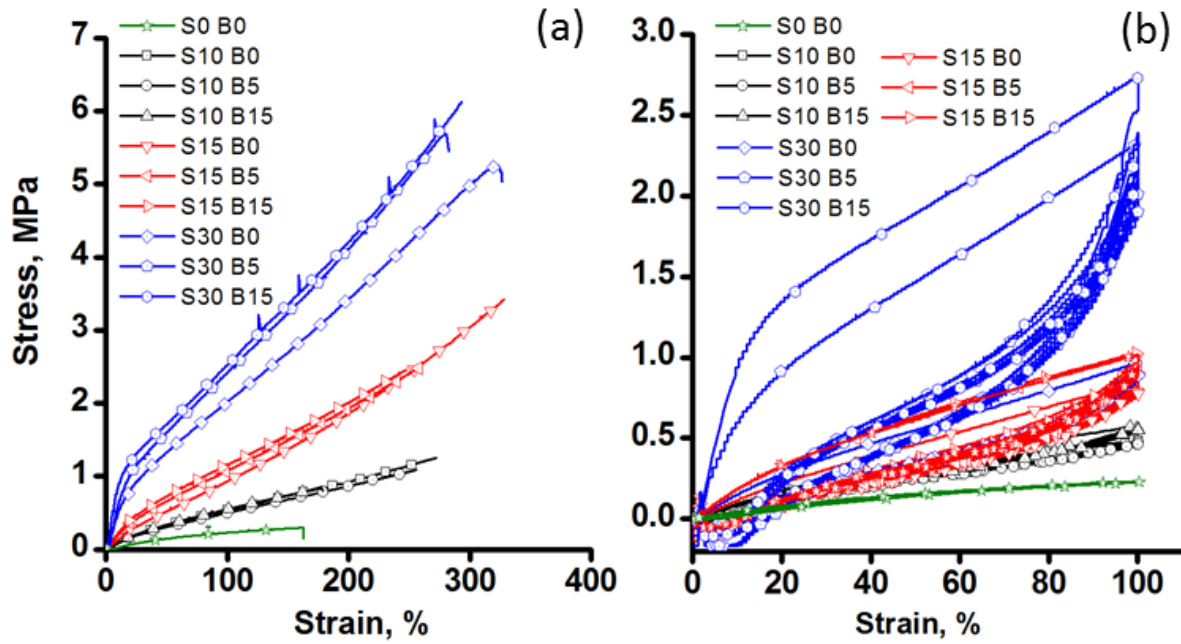 (a)
S0 B0
S10 B0
S10 B5
S10 B15
S15 B0
S15 B5
S15 B15
S30 B0
S30 B5
S30 B15
7
6
5
4
3
2
1
0
Stress, MPa
0 100 200 300 400
Strain, %
(b)
S0 B0
S10 B0
S10 B5
S10 B15
S30 B0
S30 B5
S30 B15
S15 B0
S15 B5
S15 B15
3.0
2.5
2.0
1.5
1.0
0.5
0.0
0 20 40 60 80 100
Strain, %